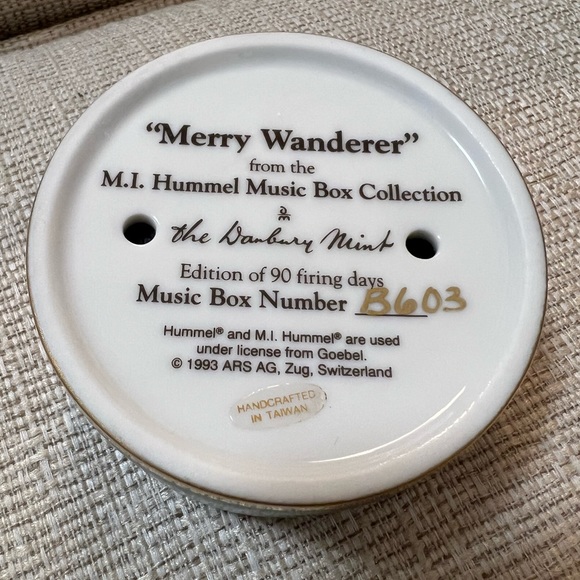 “Merry Wanderer”
from the
M.I. Hummel Music Box Collection
the Danbury Mint
Edition of 90 firing days
Music Box Number B603
Hummel® and M.I. Hummel® are used
under license from Goebel.
© 1993 ARS AG, Zug, Switzerland
HANDCRAFTED
IN TAIWAN